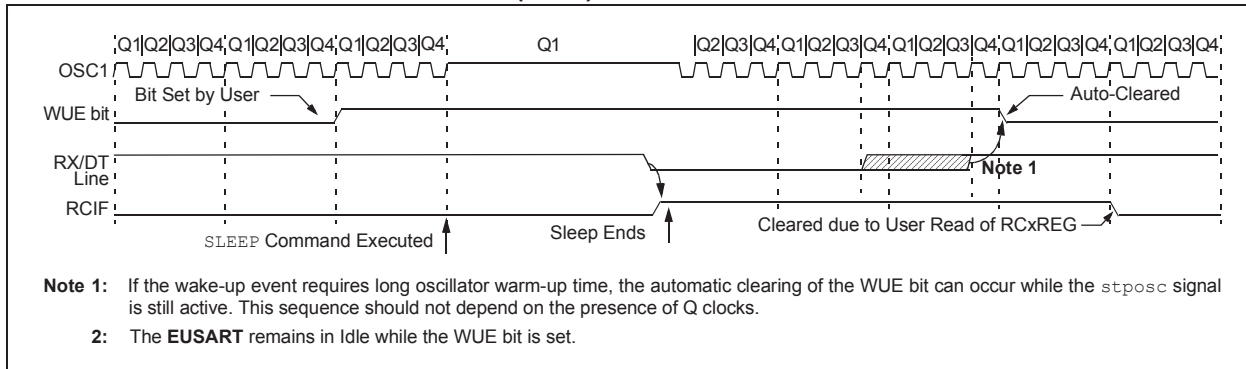 Q1|Q2|Q3|Q4|Q1|Q2|Q3|Q4|Q1|Q2|Q3|Q4 Q1 |Q2|Q3|Q4|Q1|Q2|Q3|Q4|Q1|Q2|Q3|Q4|Q1|Q2|Q3|Q4|Q1|Q2|Q3|Q4
OSC1
Bit Set by User
Auto-Cleared
WUE bit
RX/DT
Line
Note 1
RCIF
SLEEP Command Executed
Sleep Ends
Cleared due to User Read of RCxREG
Note 1: If the wake-up event requires long oscillator warm-up time, the automatic clearing of the WUE bit can occur while the stposc signal
is still active. This sequence should not depend on the presence of Q clocks.
2: The EUSART remains in Idle while the WUE bit is set.